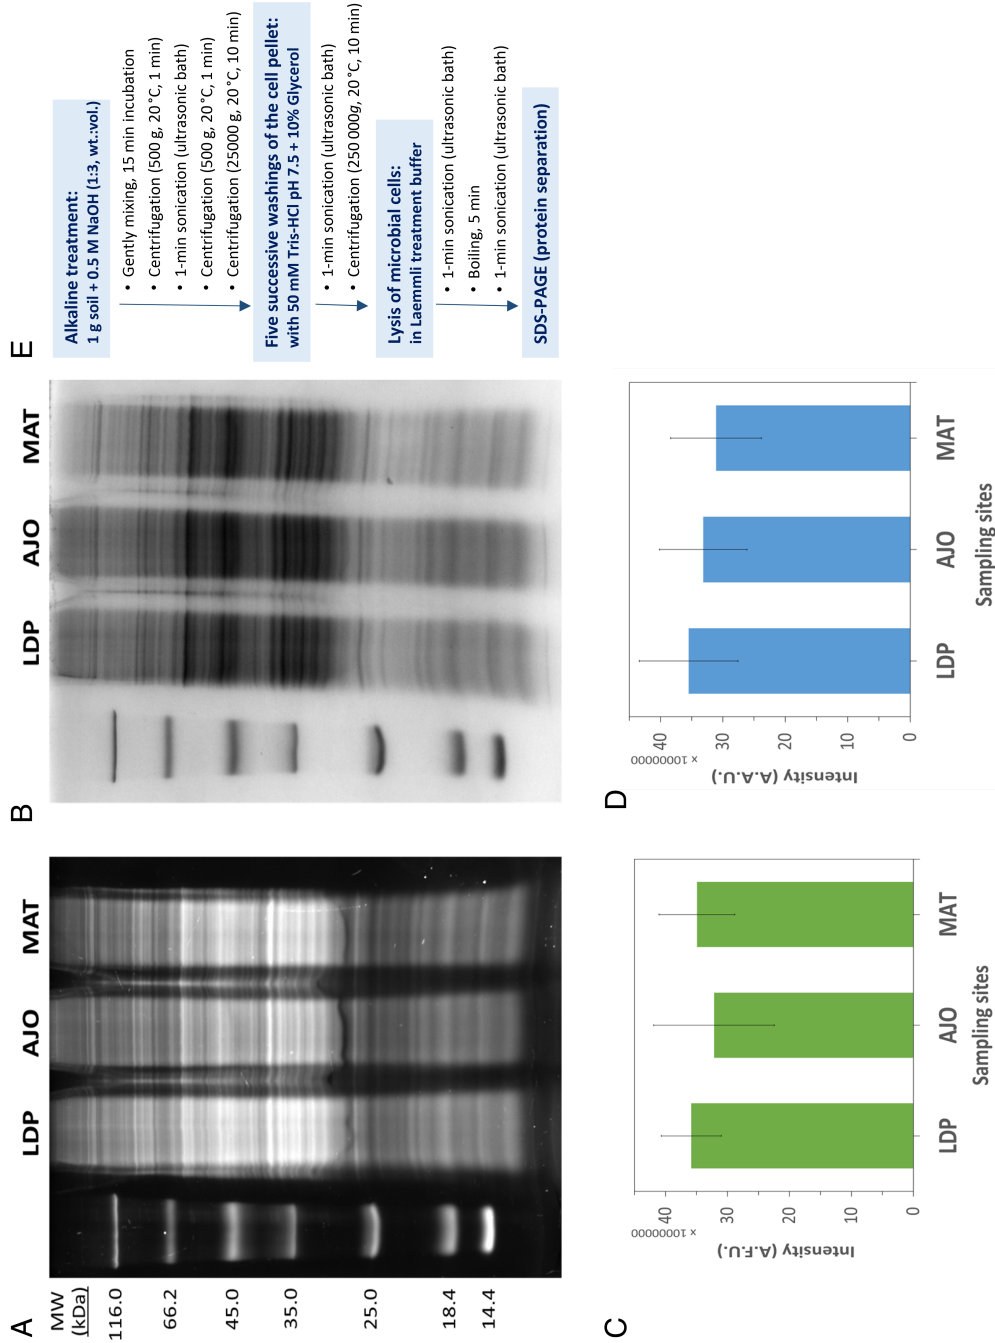 A
MW
(kDa)
116.0
66.2
45.0
35.0
25.0
18.4
14.4
LDP
AJO
MAT
B
LDP
AJO
MAT
E
Alkaline treatment:
1 g soil + 0.5 M NaOH (1:3, wt.:vol.)
• Gently mixing, 15 min incubation
• Centrifugation (500 g, 20 °C, 1 min)
• 1-min sonication (ultrasonic bath)
• Centrifugation (500 g, 20 °C, 1 min)
• Centrifugation (25000 g, 20 °C, 10 min)
Five successive washings of the cell pellet:
with 50 mM Tris-HCl pH 7.5 + 10% Glycerol
• 1-min sonication (ultrasonic bath)
• Centrifugation (250 000g, 20 °C, 10 min)
Lysis of microbial cells:
in Laemmli treatment buffer
• 1-min sonication (ultrasonic bath)
• Boiling, 5 min
• 1-min sonication (ultrasonic bath)
SDS-PAGE (protein separation)
C
Intensity (A.F.U.)
x 10000000
40
30
20
10
0
LDP
AJO
MAT
Sampling sites
D
Intensity (A.A.U.)
x 10000000
40
30
20
10
0
LDP
AJO
MAT
Sampling sites